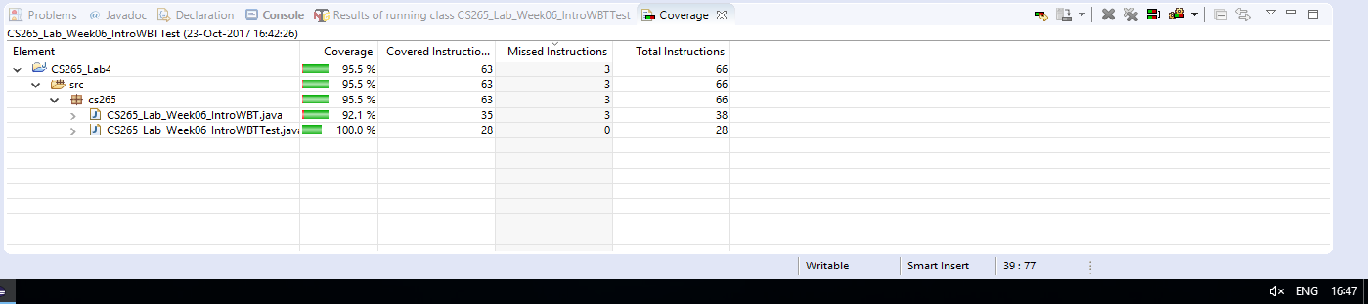 Problems @ Javadoc Declaration Console Results of running class CS265_Lab_Week06_IntroWBTTest Coverage
CS265_Lab_Week06_IntroWBTTest (23-Oct-2017 16:42:26)
Element Coverage Covered Instructio... Missed Instructions Total Instructions
CS265_Lab4 95.5 % 63 3 66
src 95.5 % 63 3 66
cs265 95.5 % 63 3 66
CS265_Lab_Week06_IntroWBT.java 92.1 % 35 3 38
CS265_Lab_Week06_IntroWBTTest.java 100.0 % 28 0 28
Writable Smart Insert 39 : 77
ENG 16:47